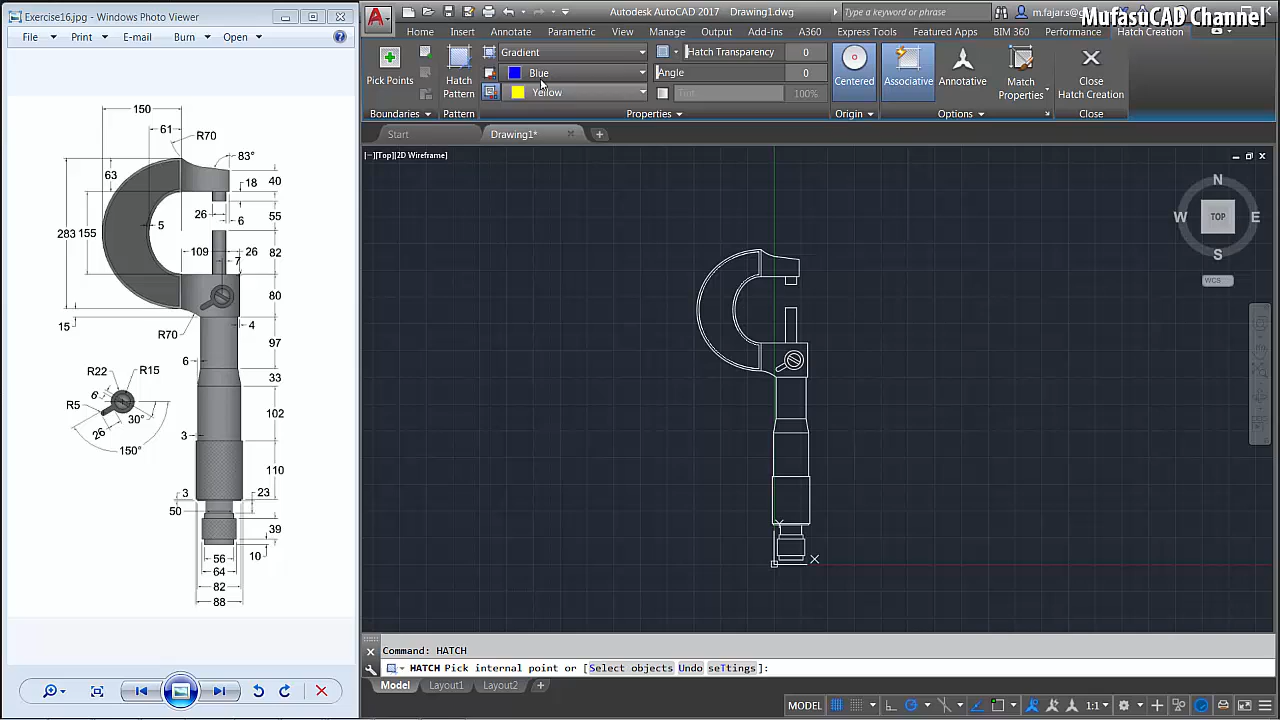 Exercise16.jpg - Windows Photo Viewer
File Print E-mail Burn Open
150
61
R70
83°
63
18
40
26
6
55
5
283
155
109
26
82
7
80
15
R70
4
97
6
33
R22
R15
6
R5
30°
102
26
3
150°
110
3
23
50
39
10
56
64
82
88
Autodesk AutoCAD 2017 Drawing1.dwg
Type a keyword or phrase
m.fajar.s@
MufasuCAD Channel
Home Insert Annotate Parametric View Manage Output Add-ins A360 Express Tools Featured Apps BIM 360 Performance Hatch Creation
Pick Points
Boundaries
Hatch
Pattern
Pattern
Gradient
Blue
Yellow
Hatch Transparency 0
Angle 0
Tint 100%
Properties
Centered
Origin
Associative
Annotative
Match
Properties
Options
Close
Hatch Creation
Close
Start
Drawing1*
[−][Top][2D Wireframe]
N
W TOP E
S
WCS
X
Command: HATCH
HATCH Pick internal point or [Select objects Undo seTtings]:
Model Layout1 Layout2
MODEL
1:1